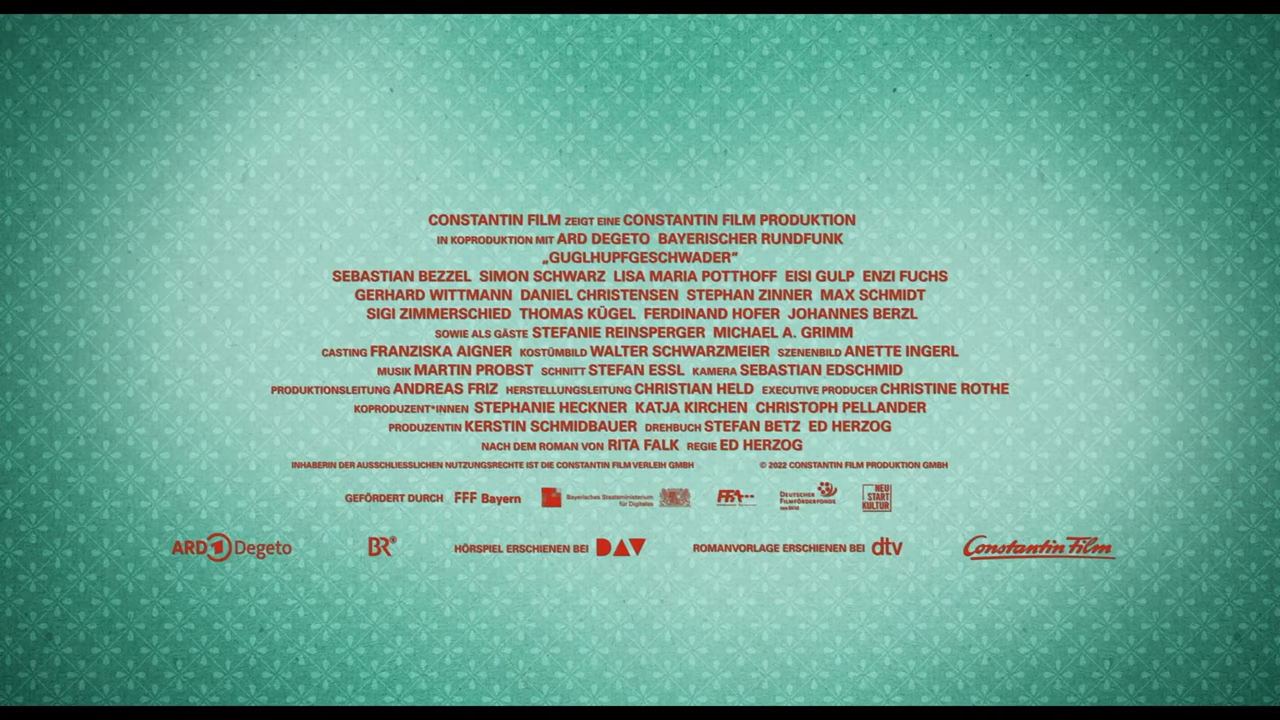 CONSTANTIN FILM ZEIGT EINE CONSTANTIN FILM PRODUKTION
IN KOPRODUKTION MIT ARD DEGETO BAYERISCHER RUNDFUNK
„GUGLHUPFGESCHWADER“
SEBASTIAN BEZZEL SIMON SCHWARZ LISA MARIA POTTHOFF EISI GULP ENZI FUCHS
GERHARD WITTMANN DANIEL CHRISTENSEN STEPHAN ZINNER MAX SCHMIDT
SIGI ZIMMERSCHIED THOMAS KÜGEL FERDINAND HOFER JOHANNES BERZL
SOWIE ALS GÄSTE STEFANIE REINSPERGER MICHAEL A. GRIMM
CASTING FRANZISKA AIGNER KOSTÜMBILD WALTER SCHWARZMEIER SZENENBILD ANETTE INGERL
MUSIK MARTIN PROBST SCHNITT STEFAN ESSL KAMERA SEBASTIAN EDSCHMID
PRODUKTIONSLEITUNG ANDREAS FRIZ HERSTELLUNGSLEITUNG CHRISTIAN HELD EXECUTIVE PRODUCER CHRISTINE ROTHE
KOPRODUZENT*INNEN STEPHANIE HECKNER KATJA KIRCHEN CHRISTOPH PELLANDER
PRODUZENTIN KERSTIN SCHMIDBAUER DREHBUCH STEFAN BETZ ED HERZOG
NACH DEM ROMAN VON RITA FALK REGIE ED HERZOG
INHABERIN DER AUSSCHLIESSLICHEN NUTZUNGSRECHTE IST DIE CONSTANTIN FILM VERLEIH GMBH © 2022 CONSTANTIN FILM PRODUKTION GMBH
GEFÖRDERT DURCH FFF Bayern Bayerisches Staatsministerium für Digitales FFA DEUTSCHER FILMFÖRDERFONDS NEU START KULTUR
ARD 1 Degeto BR HÖRSPIEL ERSCHIENEN BEI DAV ROMANVORLAGE ERSCHIENEN BEI dtv Constantin Film